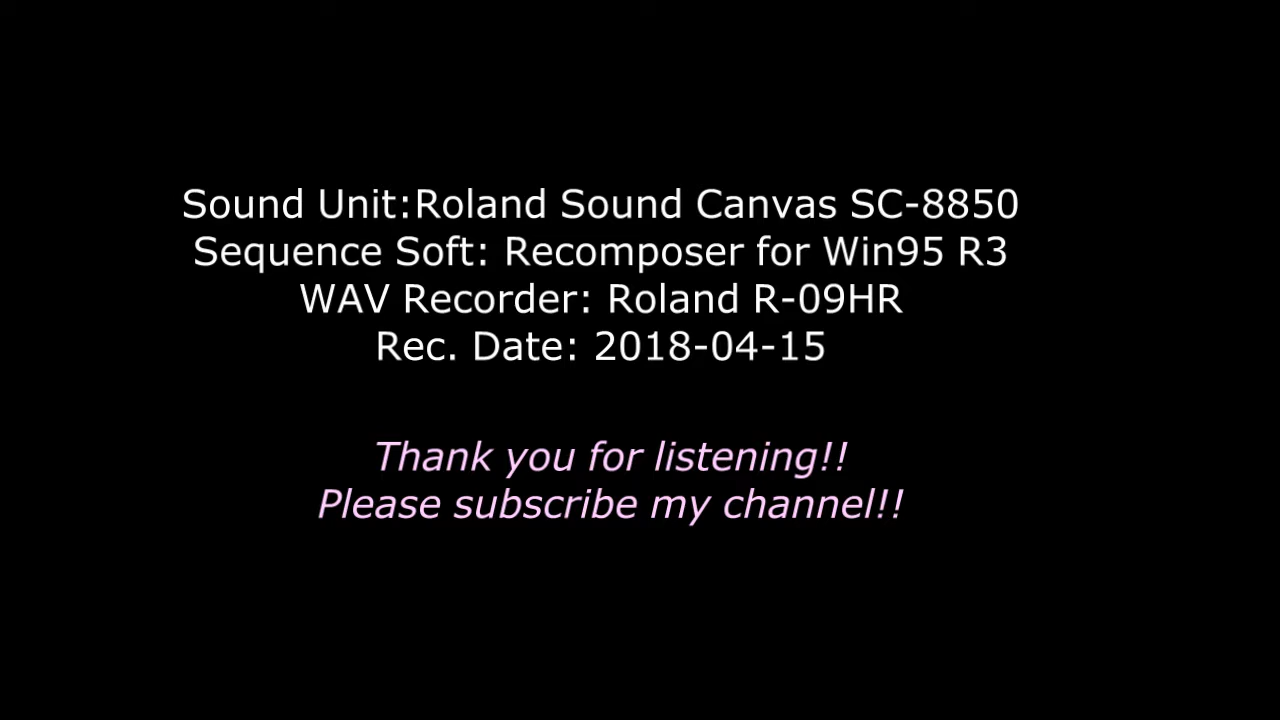 Sound Unit:Roland Sound Canvas SC-8850
Sequence Soft: Recomposer for Win95 R3
WAV Recorder: Roland R-09HR
Rec. Date: 2018-04-15
Thank you for listening!!
Please subscribe my channel!!